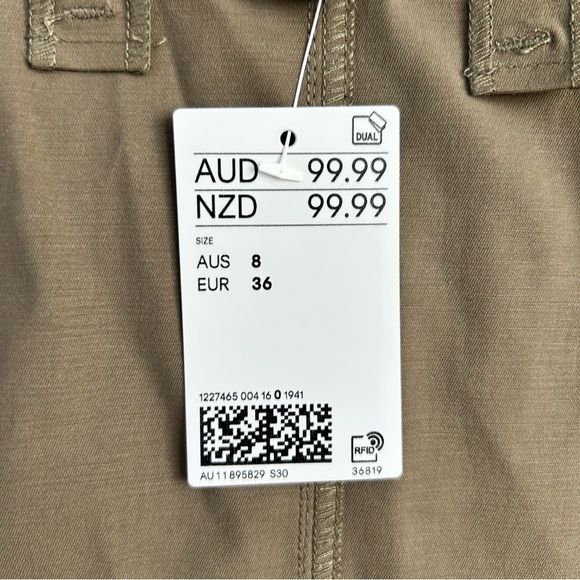 DUAL
AUD 99.99
NZD 99.99
SIZE
AUS 8
EUR 36
1227465 004 16 0 1941
RFID
AU11895829 S30
36819